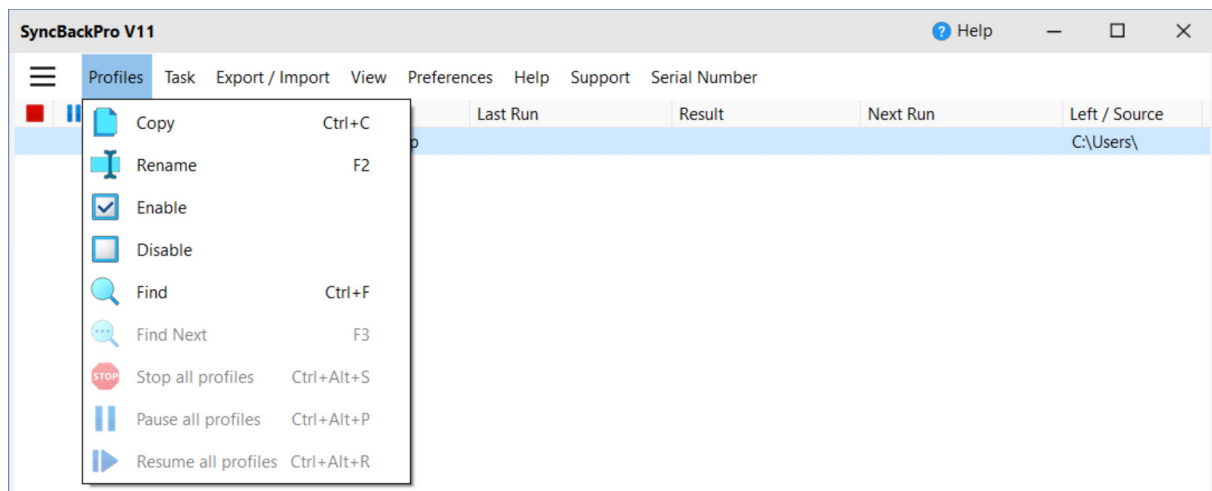 SyncBackPro V11
Help
Profiles Task Export / Import View Preferences Help Support Serial Number
Last Run Result Next Run Left / Source
C:\Users\
Copy Ctrl+C
Rename F2
Enable
Disable
Find Ctrl+F
Find Next F3
STOP Stop all profiles Ctrl+Alt+S
Pause all profiles Ctrl+Alt+P
Resume all profiles Ctrl+Alt+R